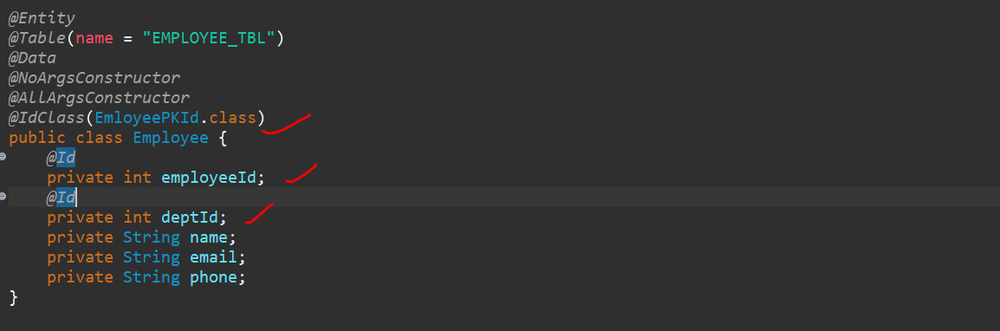 @Entity
@Table(name = "EMPLOYEE_TBL")
@Data
@NoArgsConstructor
@AllArgsConstructor
@IdClass(EmloyeePKId.class)
public class Employee {
@Id
private int employeeId;
@Id
private int deptId;
private String name;
private String email;
private String phone;
}